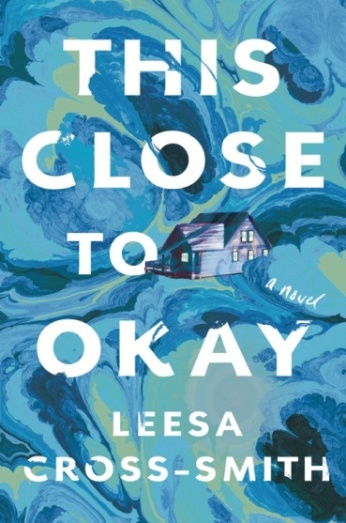 THIS
CLOSE
TO
a novel
OKAY
LEESA
CROSS-SMITH